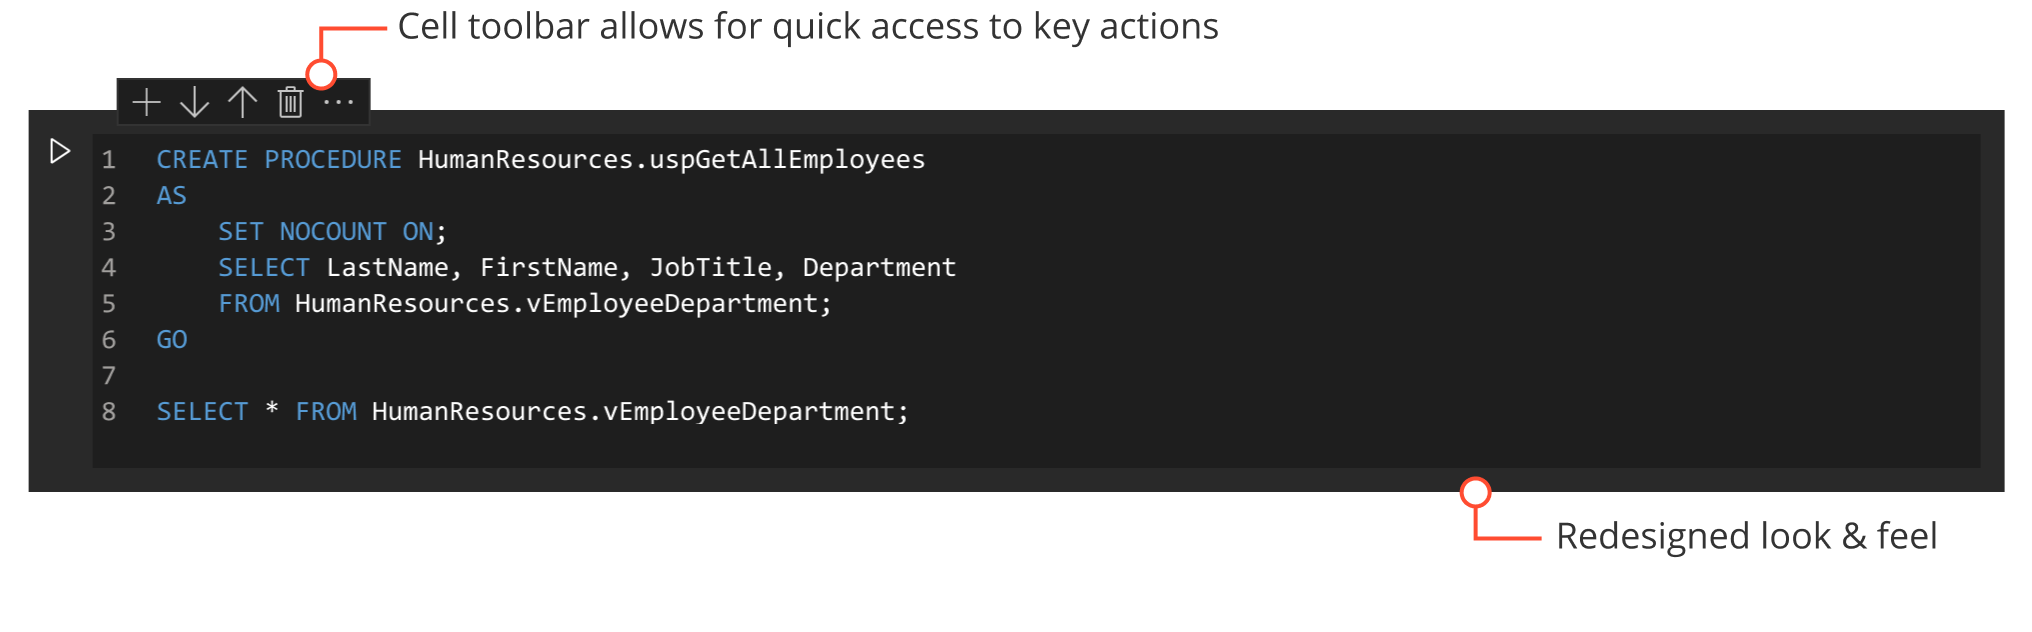 Cell toolbar allows for quick access to key actions
1 CREATE PROCEDURE HumanResources.uspGetAllEmployees
2 AS
3     SET NOCOUNT ON;
4     SELECT LastName, FirstName, JobTitle, Department
5     FROM HumanResources.vEmployeeDepartment;
6 GO
7
8 SELECT * FROM HumanResources.vEmployeeDepartment;
Redesigned look & feel